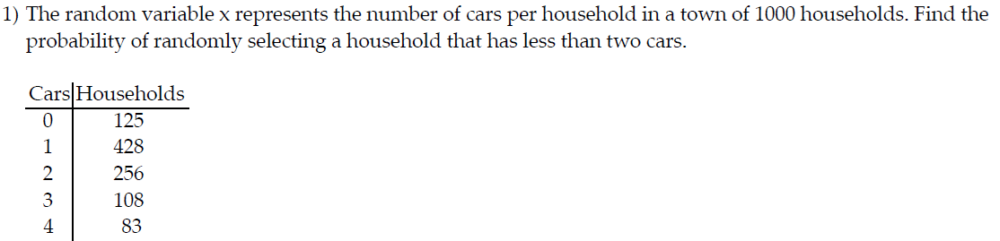 1) The random variable x represents the number of cars per household in a town of 1000 households. Find the
probability of randomly selecting a household that has less than two cars.
Cars Households
0 125
1 428
2 256
3 108
4 83